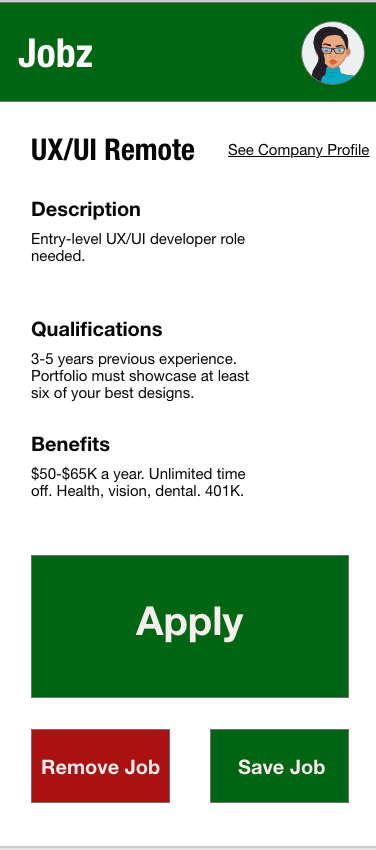 Jobz
UX/UI Remote
See Company Profile
Description
Entry-level UX/UI developer role
needed.
Qualifications
3-5 years previous experience.
Portfolio must showcase at least
six of your best designs.
Benefits
$50-$65K a year. Unlimited time
off. Health, vision, dental. 401K.
Apply
Remove Job
Save Job